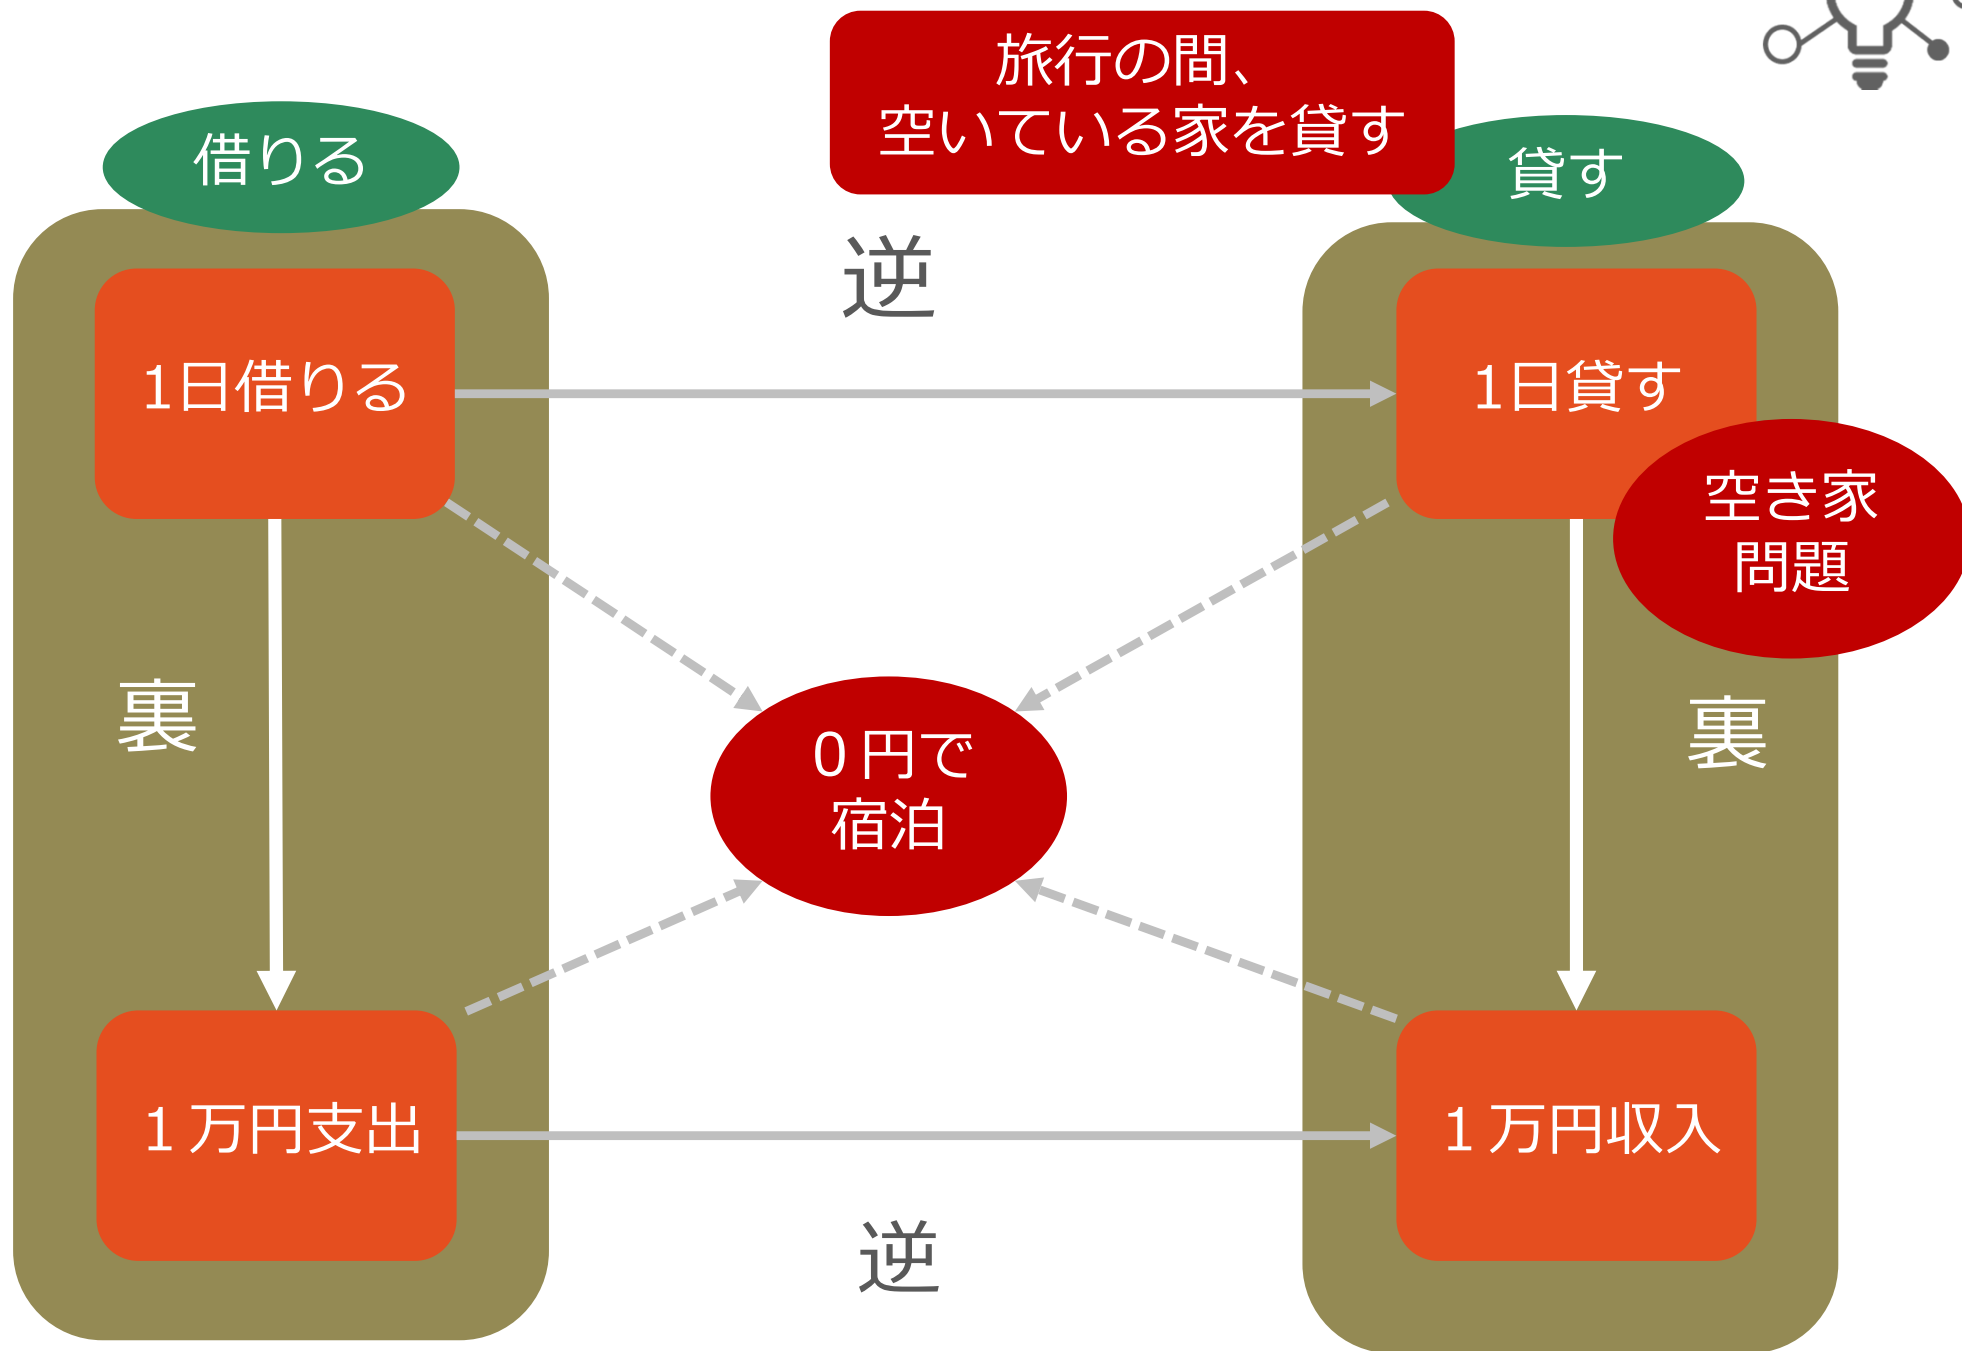 旅行の間、
空いている家を貸す
借りる
貸す
逆
1日借りる
1日貸す
空き家
問題
裏
裏
0円で
宿泊
1万円支出
1万円収入
逆